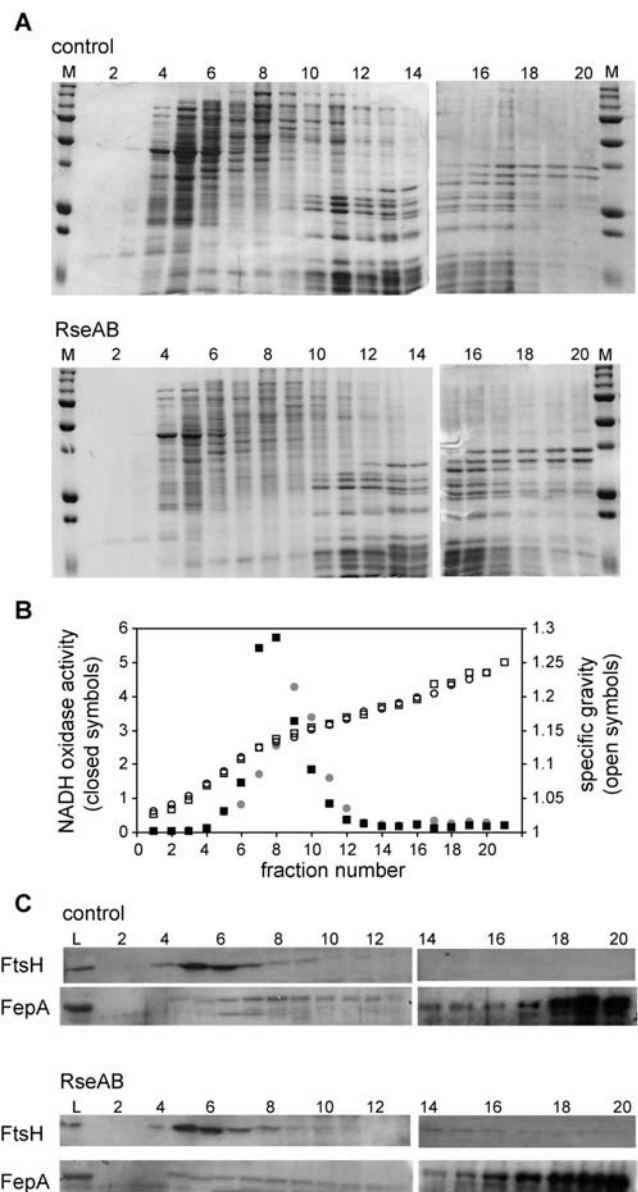 A
control
M 2 4 6 8 10 12 14 16 18 20 M
RseAB
M 2 4 6 8 10 12 14 16 18 20 M
B
NADH oxidase activity
(closed symbols)
6
5
4
3
2
1
0
0 2 4 6 8 10 12 14 16 18 20
fraction number
1.3
1.25
1.2
1.15
1.1
1.05
1
specific gravity
(open symbols)
C
control
L 2 4 6 8 10 12 14 16 18 20
FtsH
FepA
RseAB
L 2 4 6 8 10 12 14 16 18 20
FtsH
FepA